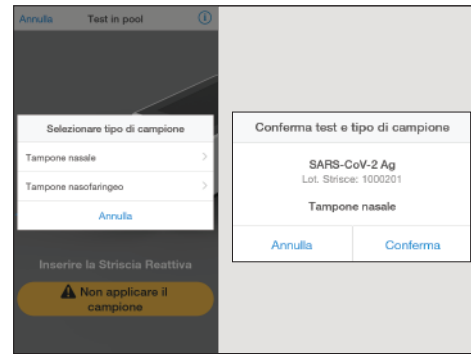 Annulla Test in pool
Selezionare tipo di campione
Tampone nasale
Tampone nasofaringeo
Annulla
Inserire la Striscia Reattiva
Non applicare il
campione
Conferma test e tipo di campione
SARS-CoV-2 Ag
Lot. Strisce: 1000201
Tampone nasale
Annulla Conferma